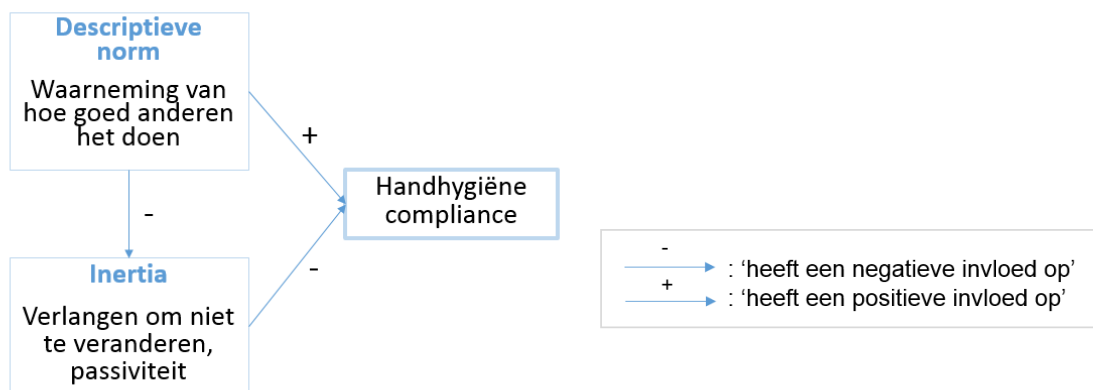 Descriptieve
norm
Waarneming van
hoe goed anderen
het doen
+
-
Handhygiëne
compliance
-
Inertia
Verlangen om niet
te veranderen,
passiviteit
-
: ‘heeft een negatieve invloed op’
+
: ‘heeft een positieve invloed op’